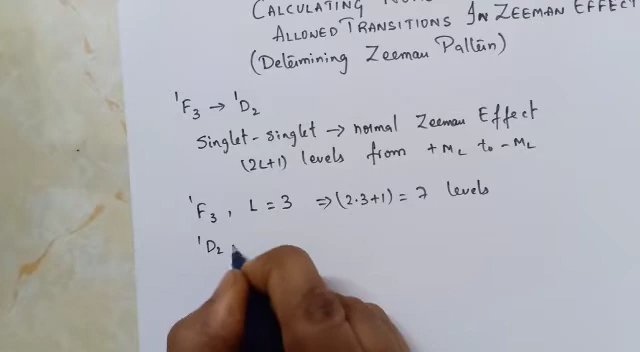 CALCULATING
ALLOWED TRANSITIONS IN ZEEMAN EFFECT
(Determining Zeeman Pattern)
¹F₃ → ¹D₂
Singlet-singlet → normal Zeeman Effect
(2L+1) levels from +M_L to -M_L
¹F₃, L = 3 ⇒ (2·3+1) = 7 levels
¹D₂,